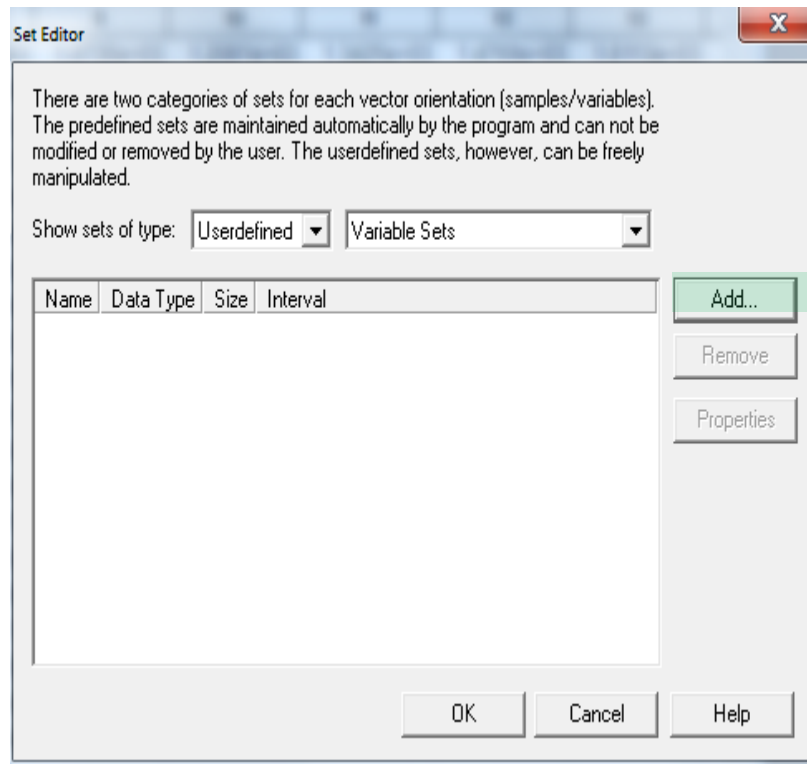 Set Editor
There are two categories of sets for each vector orientation (samples/variables).
The predefined sets are maintained automatically by the program and can not be
modified or removed by the user. The userdefined sets, however, can be freely
manipulated.
Show sets of type: Userdefined Variable Sets
Name Data Type Size Interval
Add...
Remove
Properties
OK Cancel Help